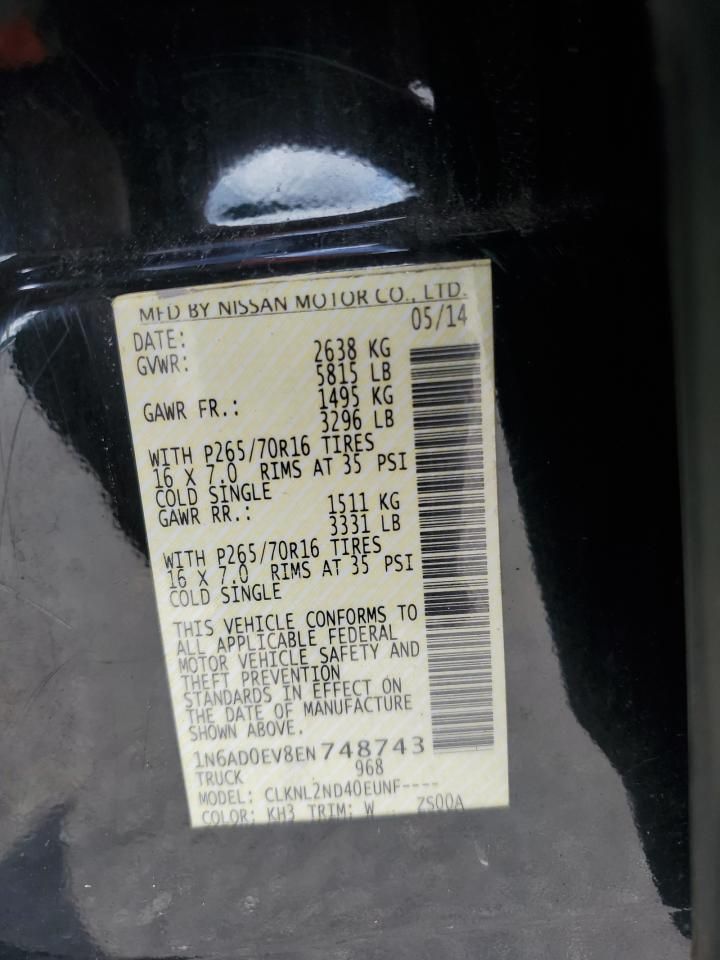 MFD BY NISSAN MOTOR CO., LTD.
DATE: 05/14
GVWR: 2638 KG
5815 LB
GAWR FR.: 1495 KG
3296 LB
WITH P265/70R16 TIRES
16 X 7.0 RIMS AT 35 PSI
COLD SINGLE
GAWR RR.: 1511 KG
3331 LB
WITH P265/70R16 TIRES
16 X 7.0 RIMS AT 35 PSI
COLD SINGLE
THIS VEHICLE CONFORMS TO
ALL APPLICABLE FEDERAL
MOTOR VEHICLE SAFETY AND
THEFT PREVENTION
STANDARDS IN EFFECT ON
THE DATE OF MANUFACTURE
SHOWN ABOVE.
1N6AD0EV8EN748743
TRUCK 968
MODEL: CLKNL2ND40EUNF----
COLOR: KH3 TRIM: W ZS00A